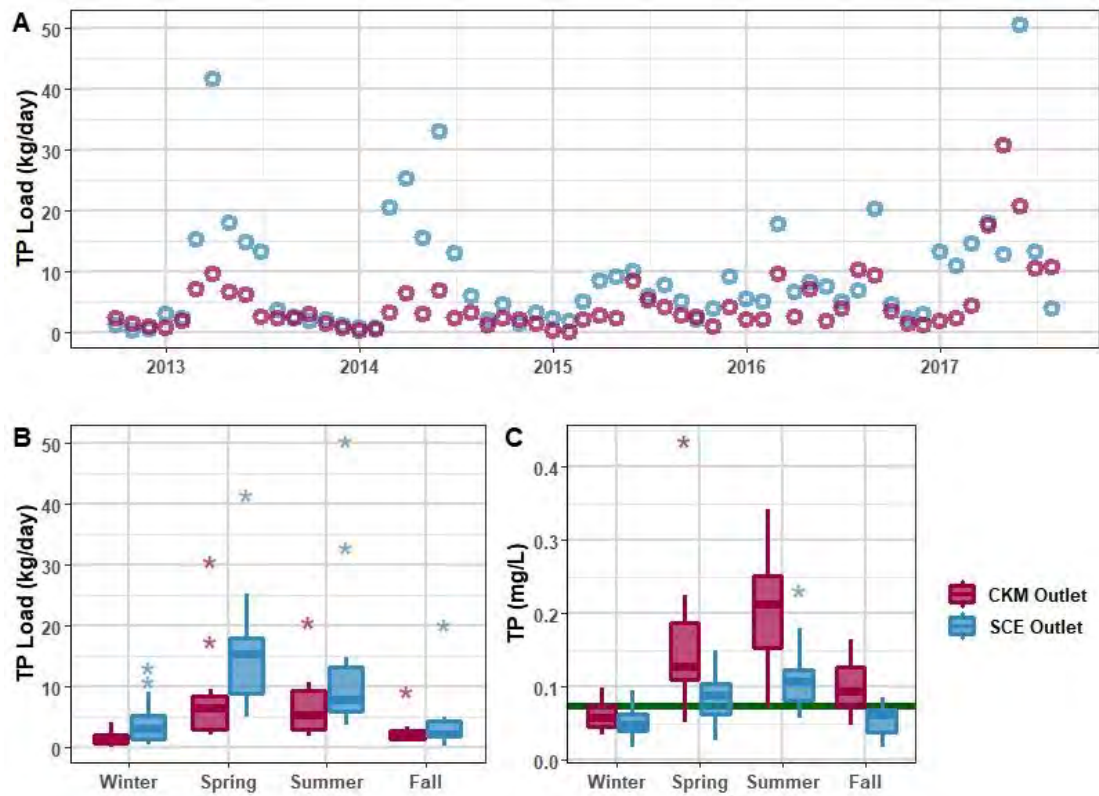 A
TP Load (kg/day)
50
40
30
20
10
0
2013 2014 2015 2016 2017
B
TP Load (kg/day)
50
40
30
20
10
0
Winter Spring Summer Fall
C
TP (mg/L)
0.4
0.3
0.2
0.1
0.0
Winter Spring Summer Fall
CKM Outlet
SCE Outlet